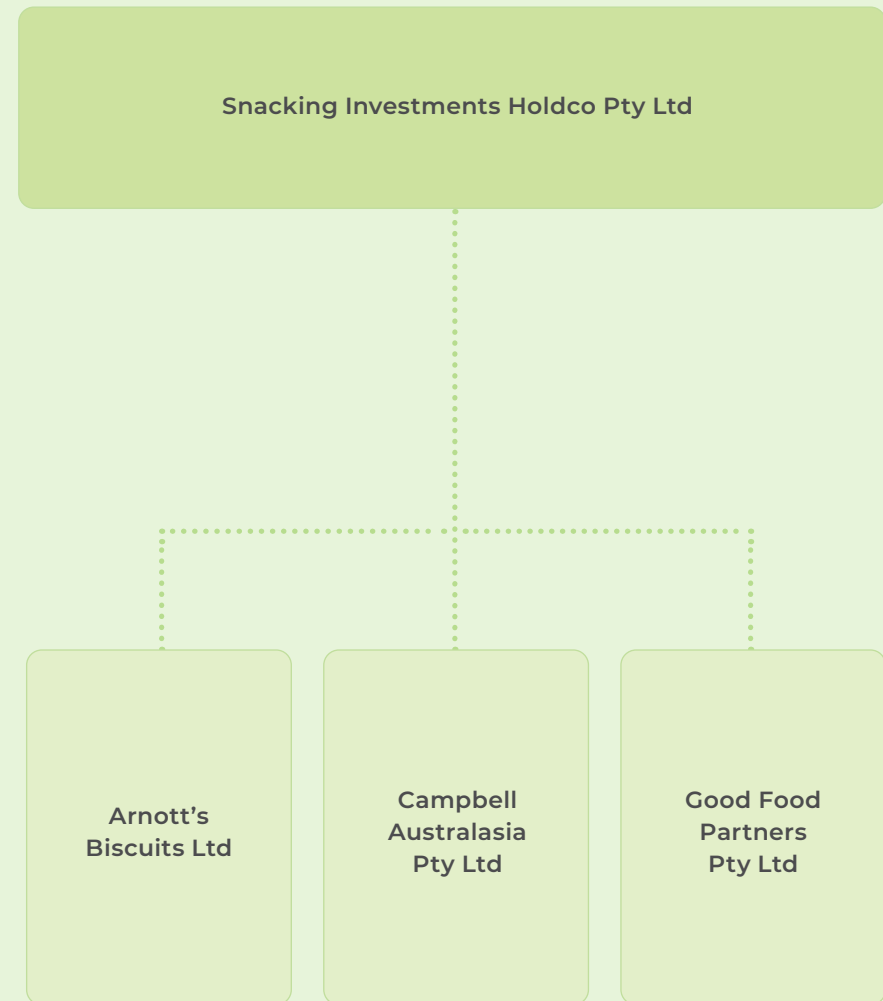 Snacking Investments Holdco Pty Ltd
Arnott’s
Biscuits Ltd
Campbell
Australasia
Pty Ltd
Good Food
Partners
Pty Ltd